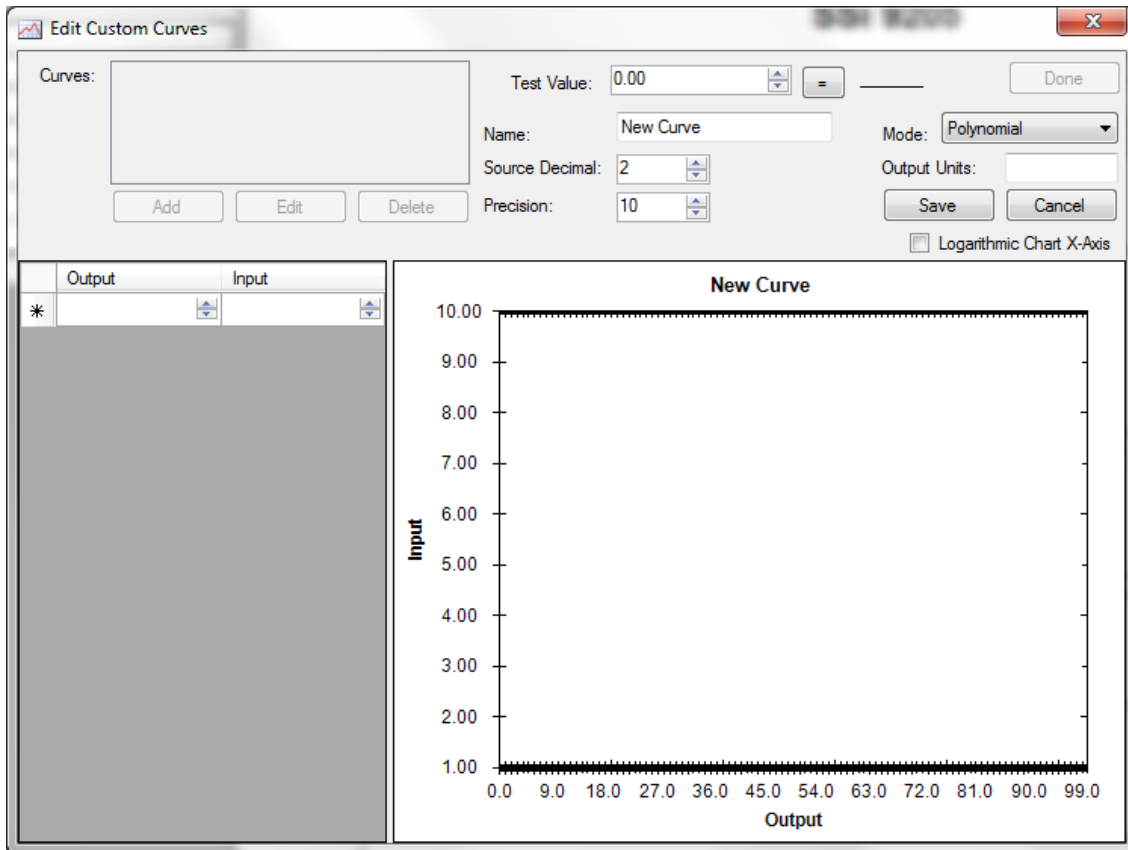 Edit Custom Curves
SSI 9205
Curves:
Test Value: 0.00 = Done
Name: New Curve Mode: Polynomial
Source Decimal: 2 Output Units:
Add Edit Delete Precision: 10 Save Cancel
Logarithmic Chart X-Axis
Output Input
New Curve
10.00
9.00
8.00
7.00
6.00
5.00
4.00
3.00
2.00
1.00
Input
0.0 9.0 18.0 27.0 36.0 45.0 54.0 63.0 72.0 81.0 90.0 99.0
Output